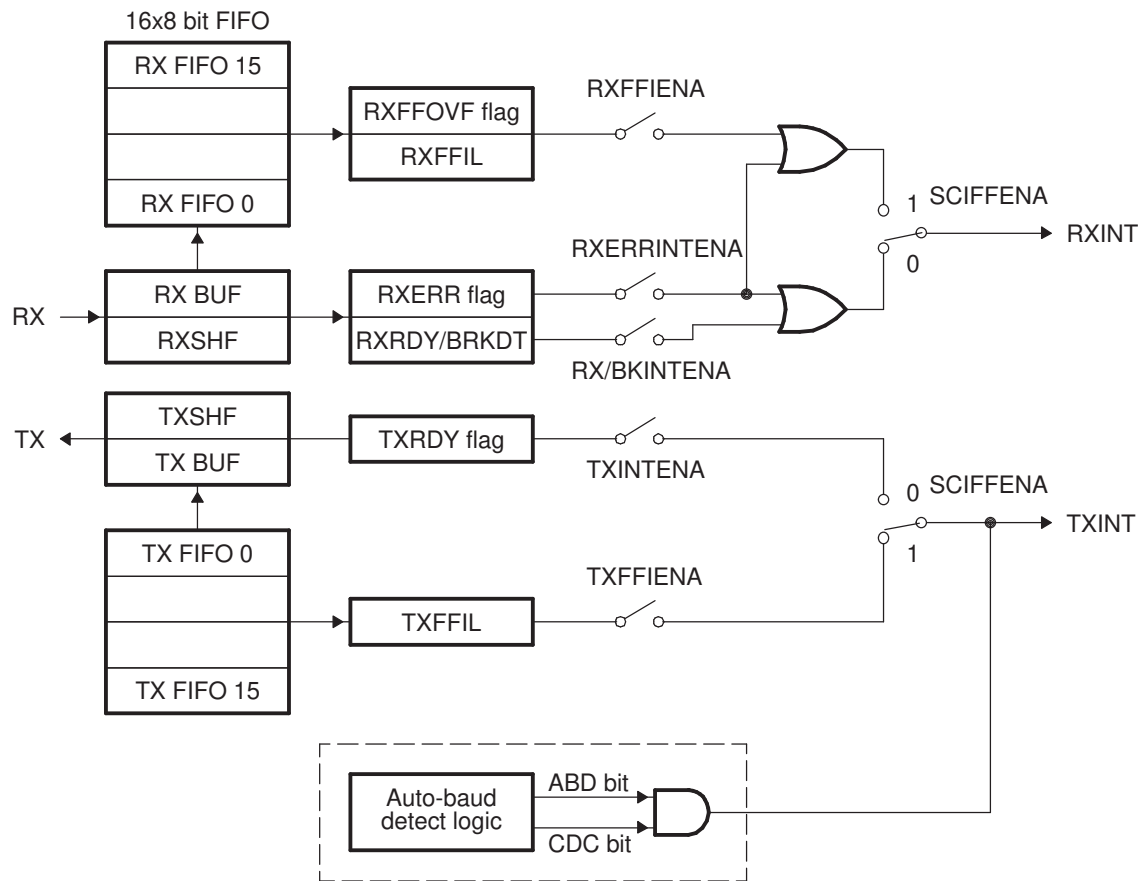 16x8 bit FIFO
RX FIFO 15
RX FIFO 0
RXFFOVF flag
RXFFIL
RXFFIENA
1
SCIFFENA
0
RXINT
RX
RX BUF
RXSHF
RXERR flag
RXRDY/BRKDT
RXERRINTENA
RX/BKINTENA
TX
TXSHF
TX BUF
TXRDY flag
TXINTENA
0
SCIFFENA
1
TXINT
TX FIFO 0
TX FIFO 15
TXFFIL
TXFFIENA
Auto-baud
detect logic
ABD bit
CDC bit